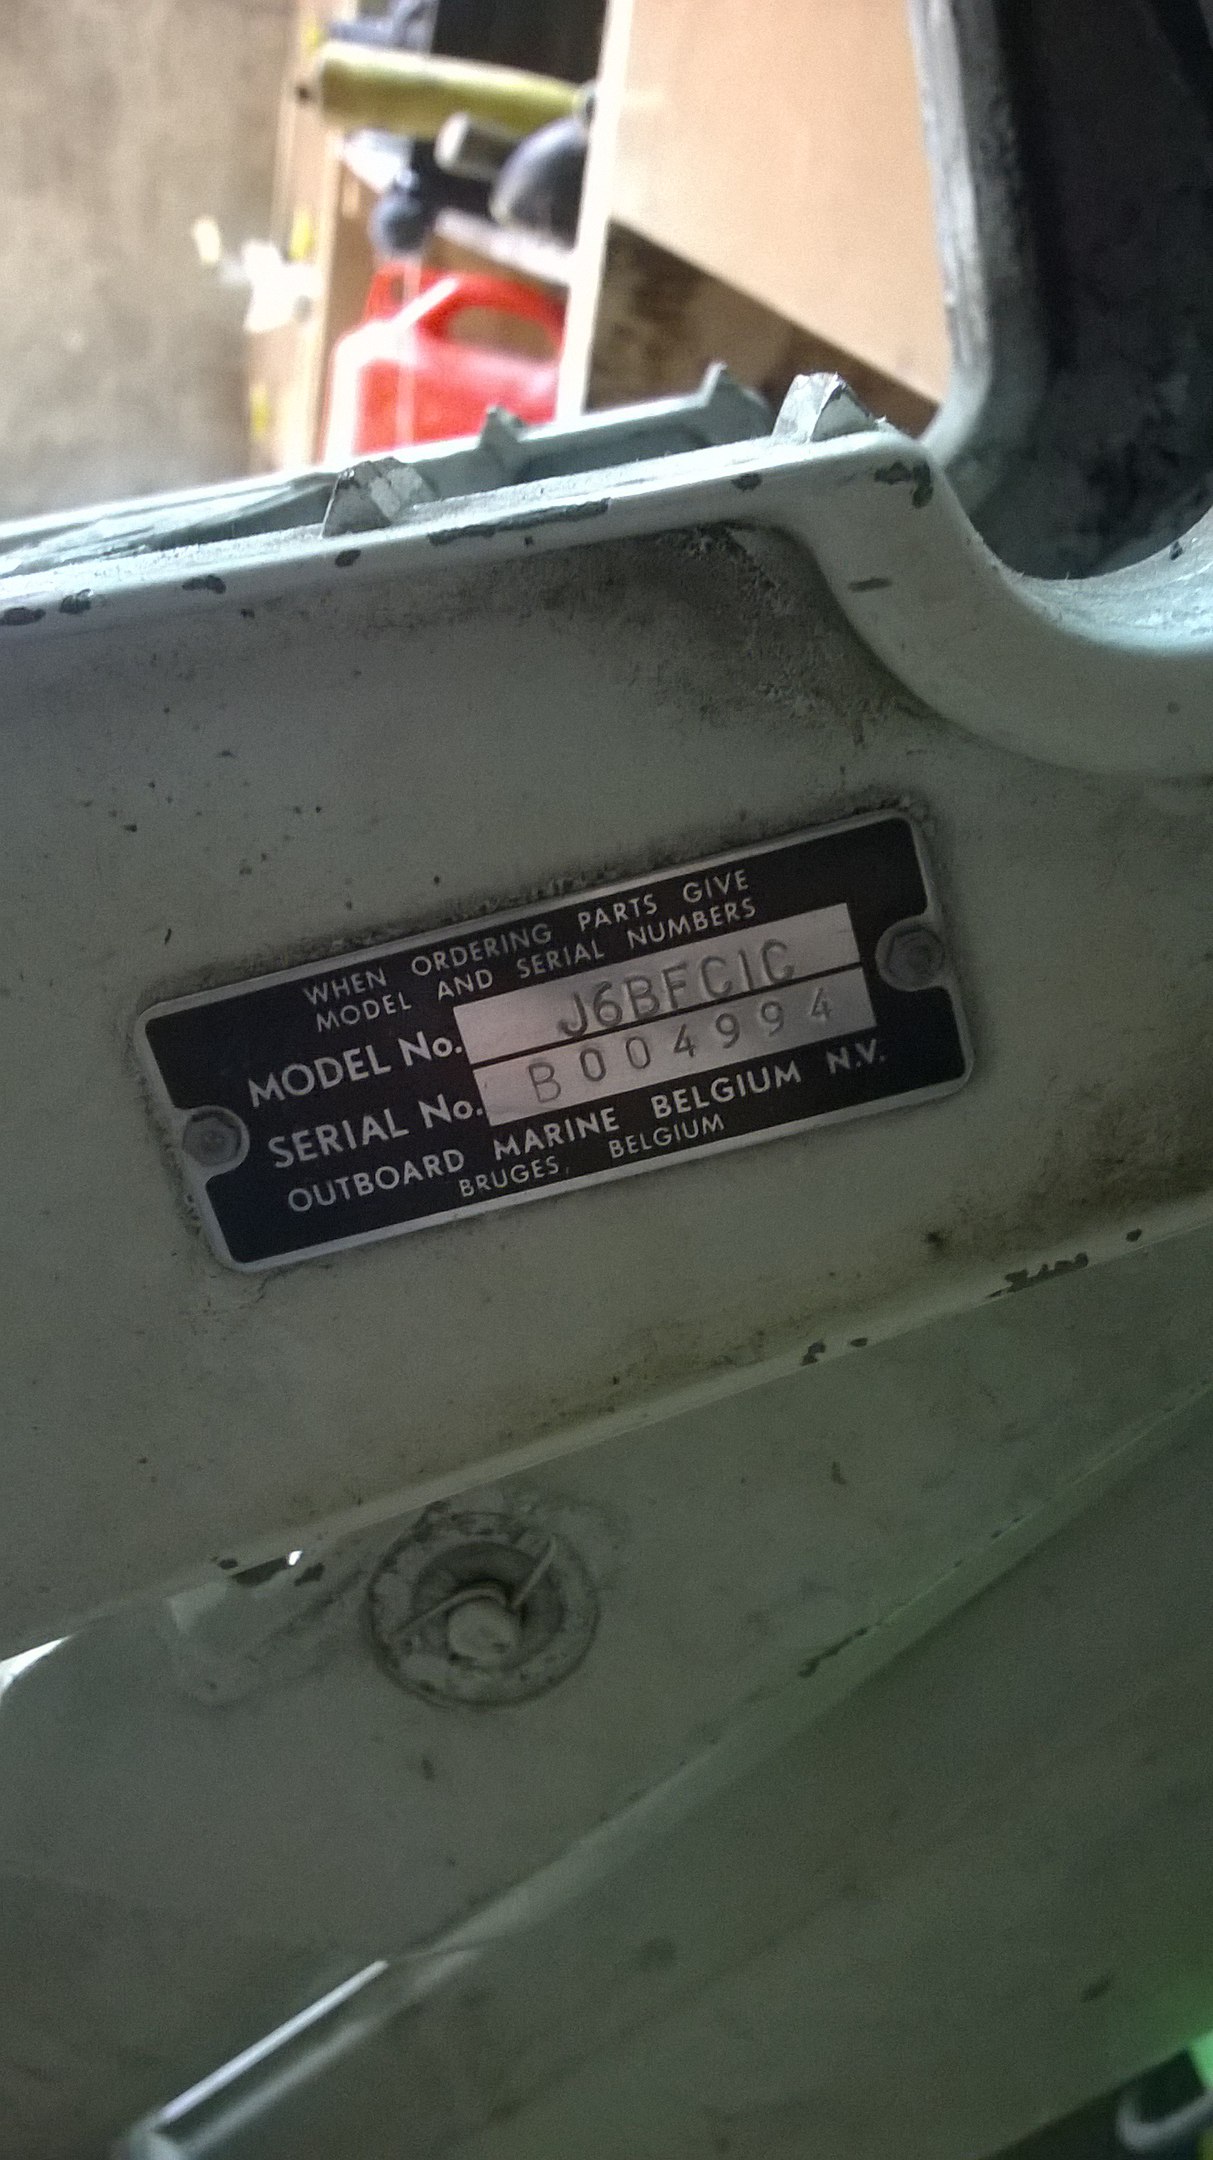 WHEN ORDERING PARTS GIVE
MODEL AND SERIAL NUMBERS
MODEL No. J6BFCIC
SERIAL No. B004994
OUTBOARD MARINE BELGIUM N.V.
BRUGES, BELGIUM